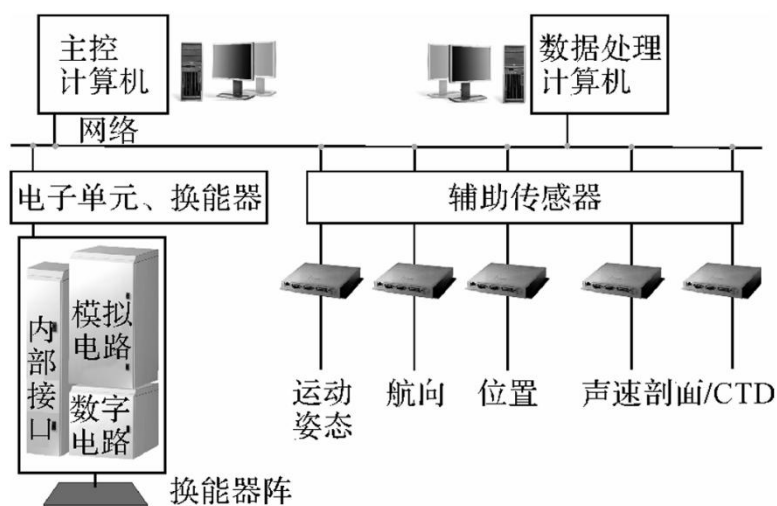 主控
计算机
数据处理
计算机
网络
电子单元、换能器
辅助传感器
内部接口
模拟
电路
数字
电路
运动
姿态
航向
位置
声速剖面/CTD
换能器阵